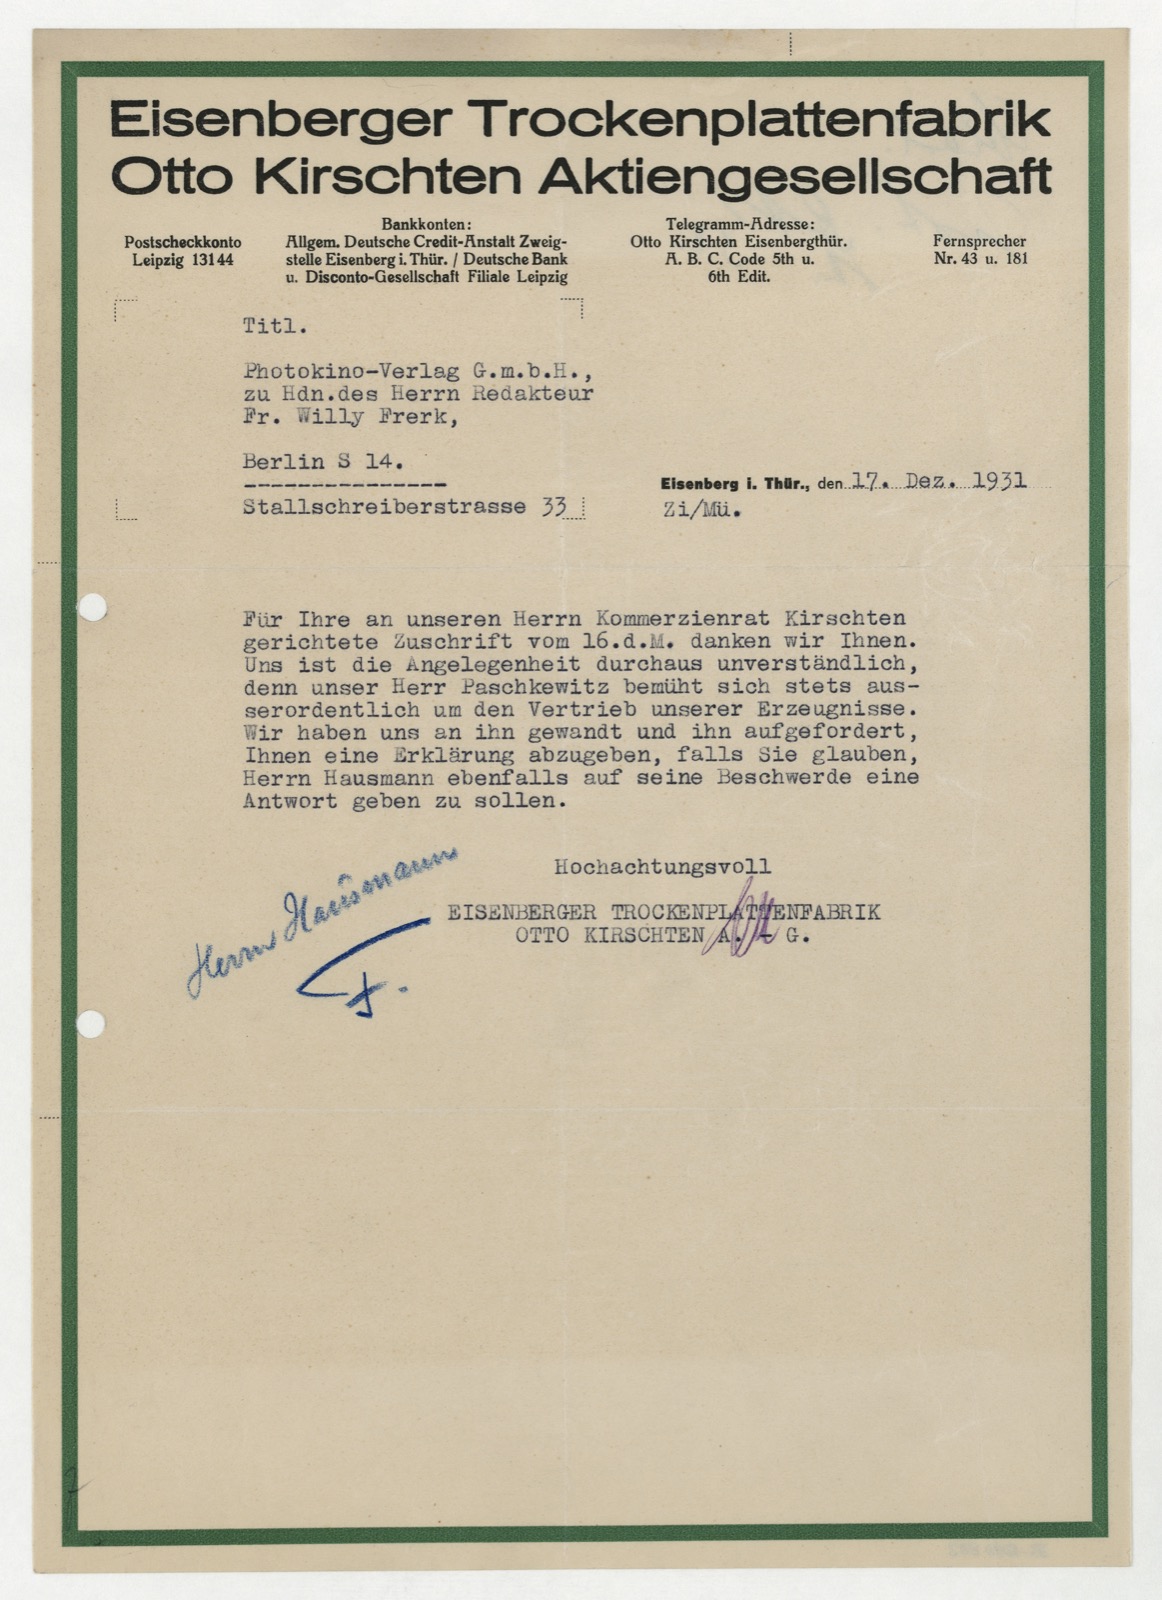 Eisenberger Trockenplattenfabrik
Otto Kirschten Aktiengesellschaft
Postscheckkonto
Leipzig 13144
Bankkonten:
Allgem. Deutsche Credit-Anstalt Zweig-
stelle Eisenberg i. Thür. / Deutsche Bank
u. Disconto-Gesellschaft Filiale Leipzig
Telegramm-Adresse:
Otto Kirschten Eisenbergthür.
A. B. C. Code 5th u.
6th Edit.
Fernsprecher
Nr. 43 u. 181
Titl.
Photokino-Verlag G.m.b.H.,
zu Hdn.des Herrn Redakteur
Fr. Willy Frerk,
Berlin S 14.
Stallschreiberstrasse 33
Eisenberg i. Thür., den 17. Dez. 1931
Zi/Mü.
Für Ihre an unseren Herrn Kommerzienrat Kirschten
gerichtete Zuschrift vom 16.d.M. danken wir Ihnen.
Uns ist die Angelegenheit durchaus unverständlich,
denn unser Herr Paschkewitz bemüht sich stets aus-
serordentlich um den Vertrieb unserer Erzeugnisse.
Wir haben uns an ihn gewandt und ihn aufgefordert,
Ihnen eine Erklärung abzugeben, falls Sie glauben,
Herrn Hausmann ebenfalls auf seine Beschwerde eine
Antwort geben zu sollen.
Hochachtungsvoll
EISENBERGER TROCKENPLATTENFABRIK
OTTO KIRSCHTEN A. - G.
Herrn Hausmann